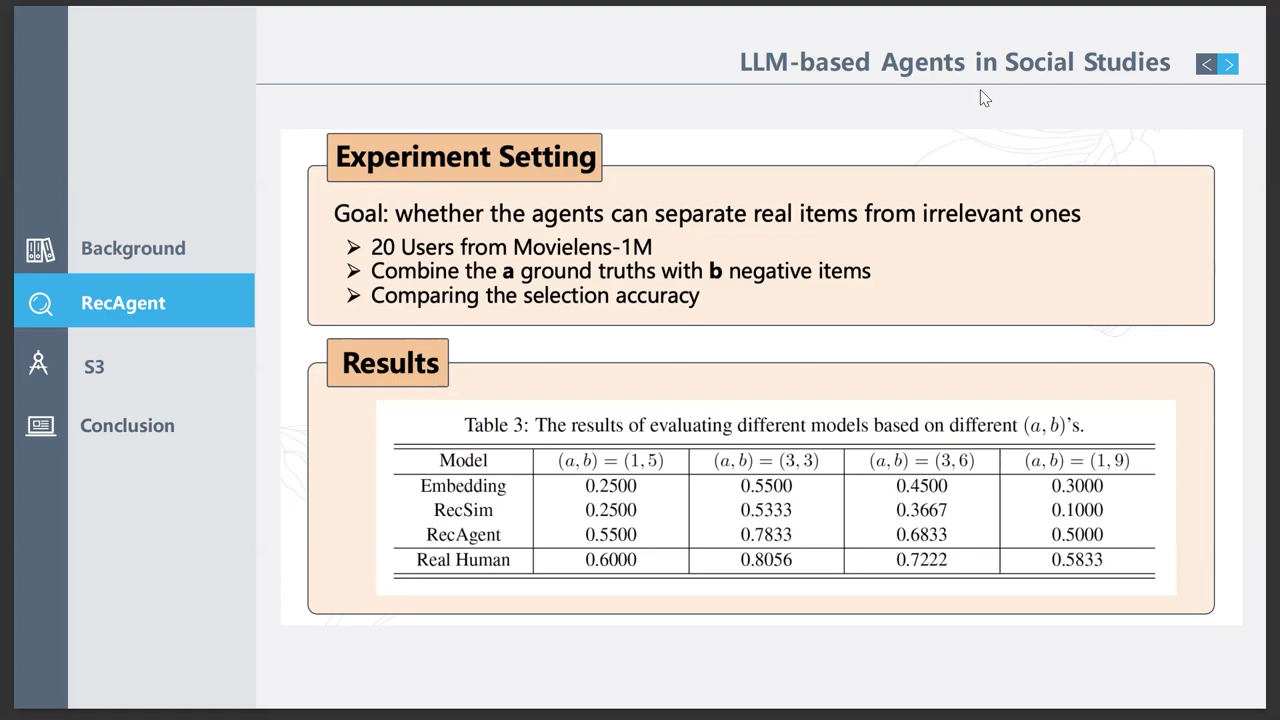 LLM-based Agents in Social Studies
< >
Background
RecAgent
S3
Conclusion
Experiment Setting
Goal: whether the agents can separate real items from irrelevant ones
➢ 20 Users from Movielens-1M
➢ Combine the a ground truths with b negative items
➢ Comparing the selection accuracy
Results
Table 3: The results of evaluating different models based on different (a, b)'s.
Model (a, b) = (1, 5) (a, b) = (3, 3) (a, b) = (3, 6) (a, b) = (1, 9)
Embedding 0.2500 0.5500 0.4500 0.3000
RecSim 0.2500 0.5333 0.3667 0.1000
RecAgent 0.5500 0.7833 0.6833 0.5000
Real Human 0.6000 0.8056 0.7222 0.5833